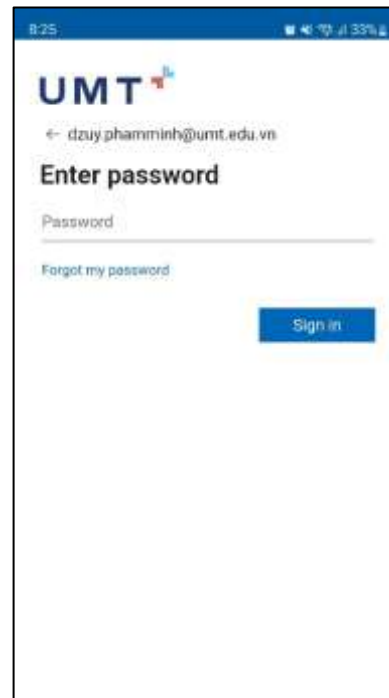 8:25 33%
UMT
← dzuy.phamminh@umt.edu.vn
Enter password
Password
Forgot my password
Sign in